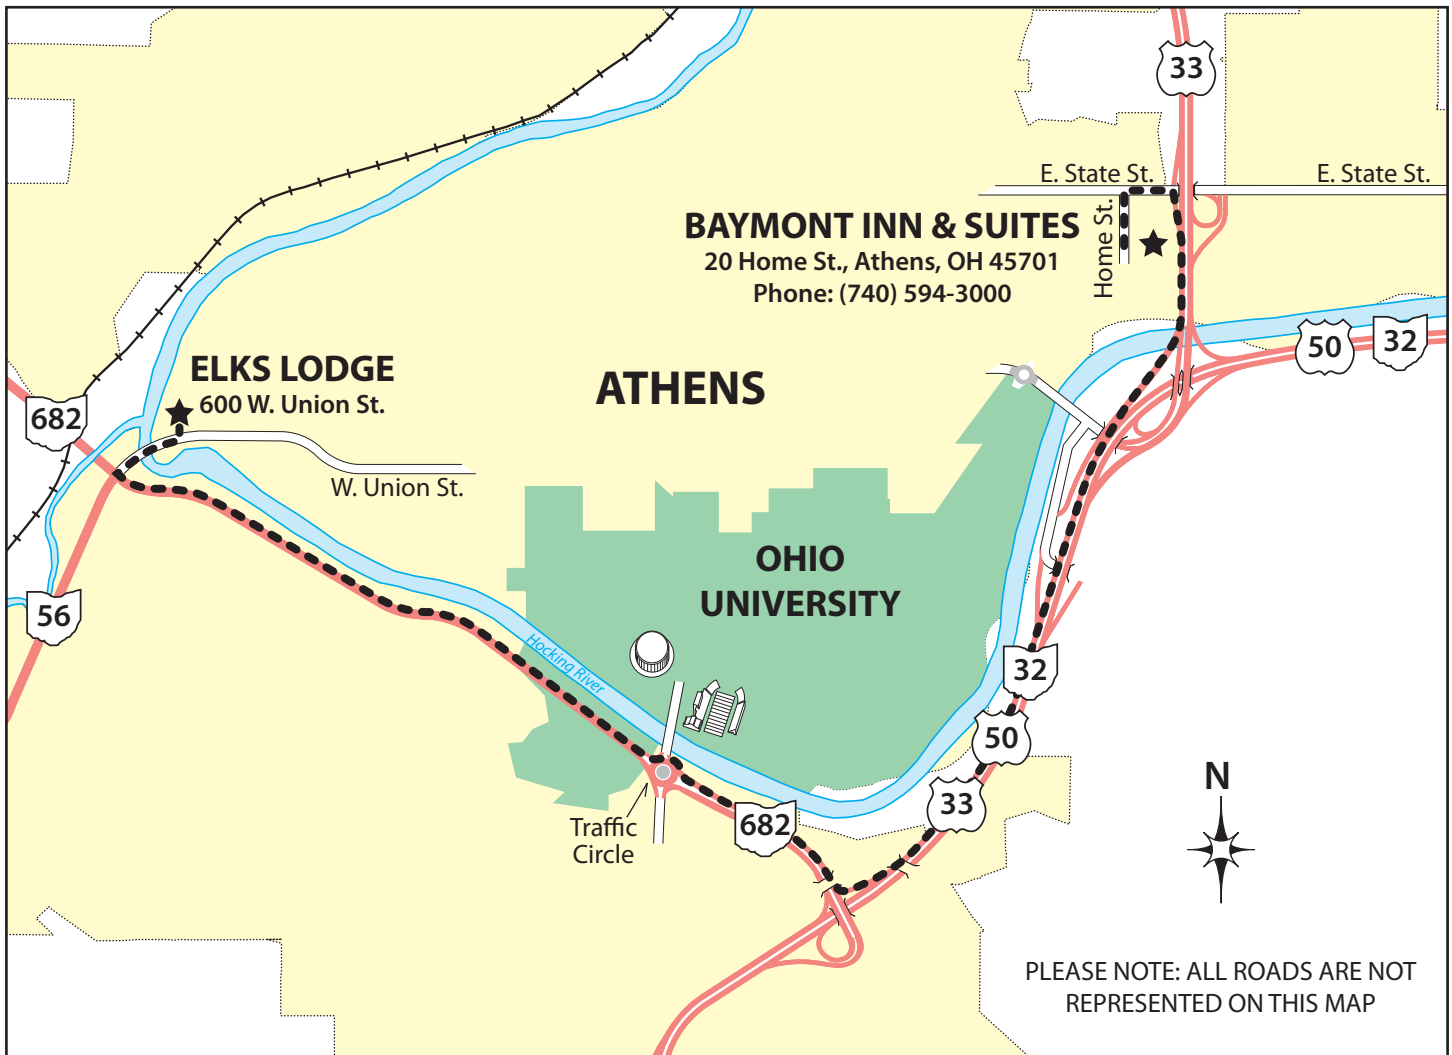 33
E. State St.
E. State St.
BAYMONT INN & SUITES
20 Home St., Athens, OH 45701
Phone: (740) 594-3000
Home St.
50
32
ELKS LODGE
600 W. Union St.
ATHENS
682
W. Union St.
OHIO
UNIVERSITY
56
Hocking River
32
50
33
N
682
Traffic
Circle
PLEASE NOTE: ALL ROADS ARE NOT
REPRESENTED ON THIS MAP